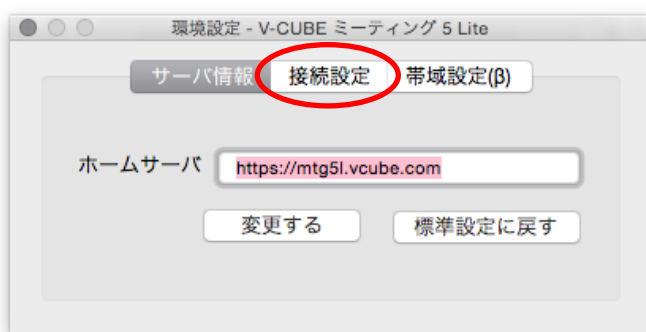 環境設定 - V-CUBE ミーティング 5 Lite
サーバ情報 接続設定 帯域設定(β)
ホームサーバ https://mtg5l.vcube.com
変更する 標準設定に戻す